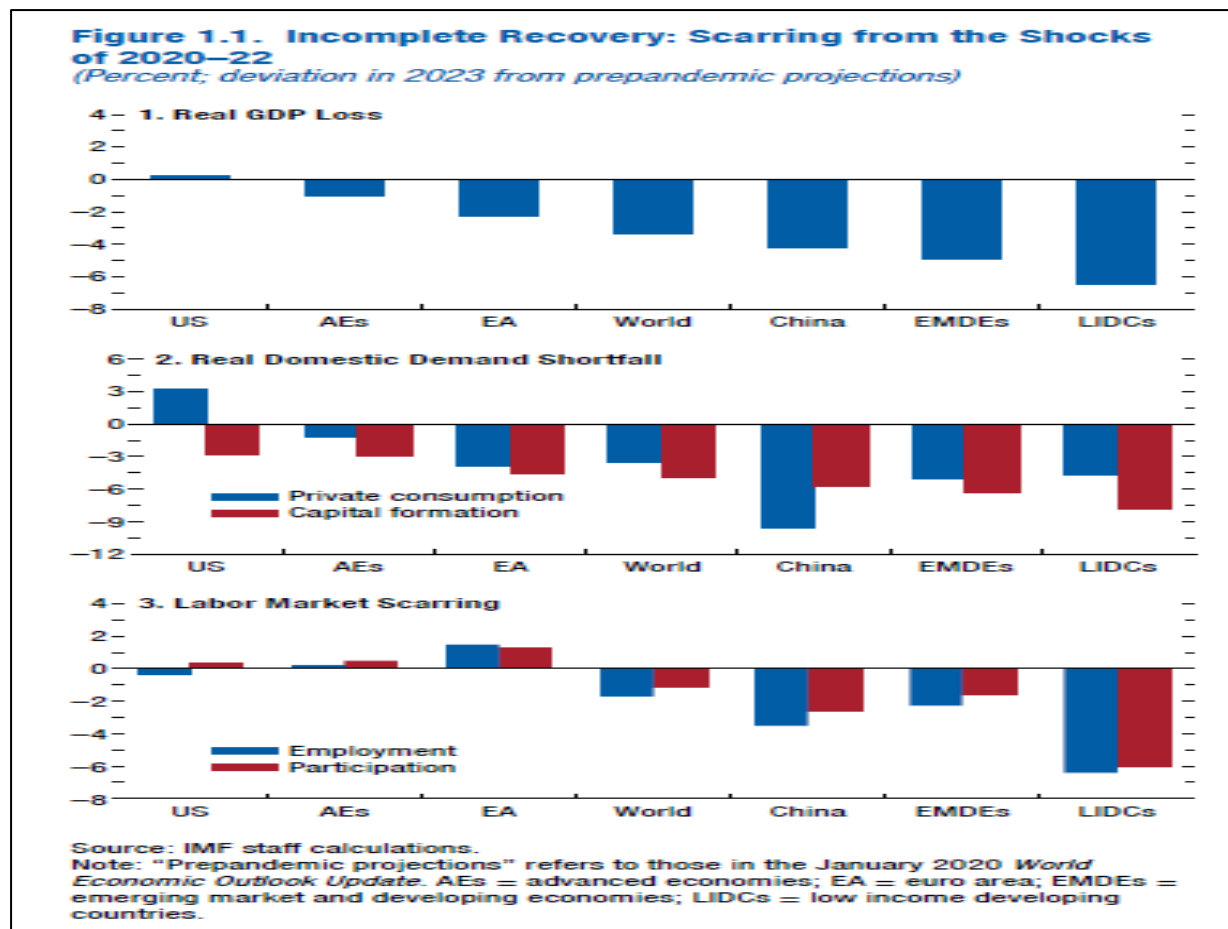 Figure 1.1. Incomplete Recovery: Scarring from the Shocks
of 2020–22
(Percent; deviation in 2023 from prepandemic projections)
4
1. Real GDP Loss
2
0
−2
−4
−6
−8
US AEs EA World China EMDEs LIDCs
6
2. Real Domestic Demand Shortfall
3
0
−3
−6
Private consumption
Capital formation
−9
−12
US AEs EA World China EMDEs LIDCs
4
3. Labor Market Scarring
2
0
−2
−4
Employment
Participation
−6
−8
US AEs EA World China EMDEs LIDCs
Source: IMF staff calculations.
Note: “Prepandemic projections” refers to those in the January 2020 World
Economic Outlook Update. AEs = advanced economies; EA = euro area; EMDEs =
emerging market and developing economies; LIDCs = low income developing
countries.